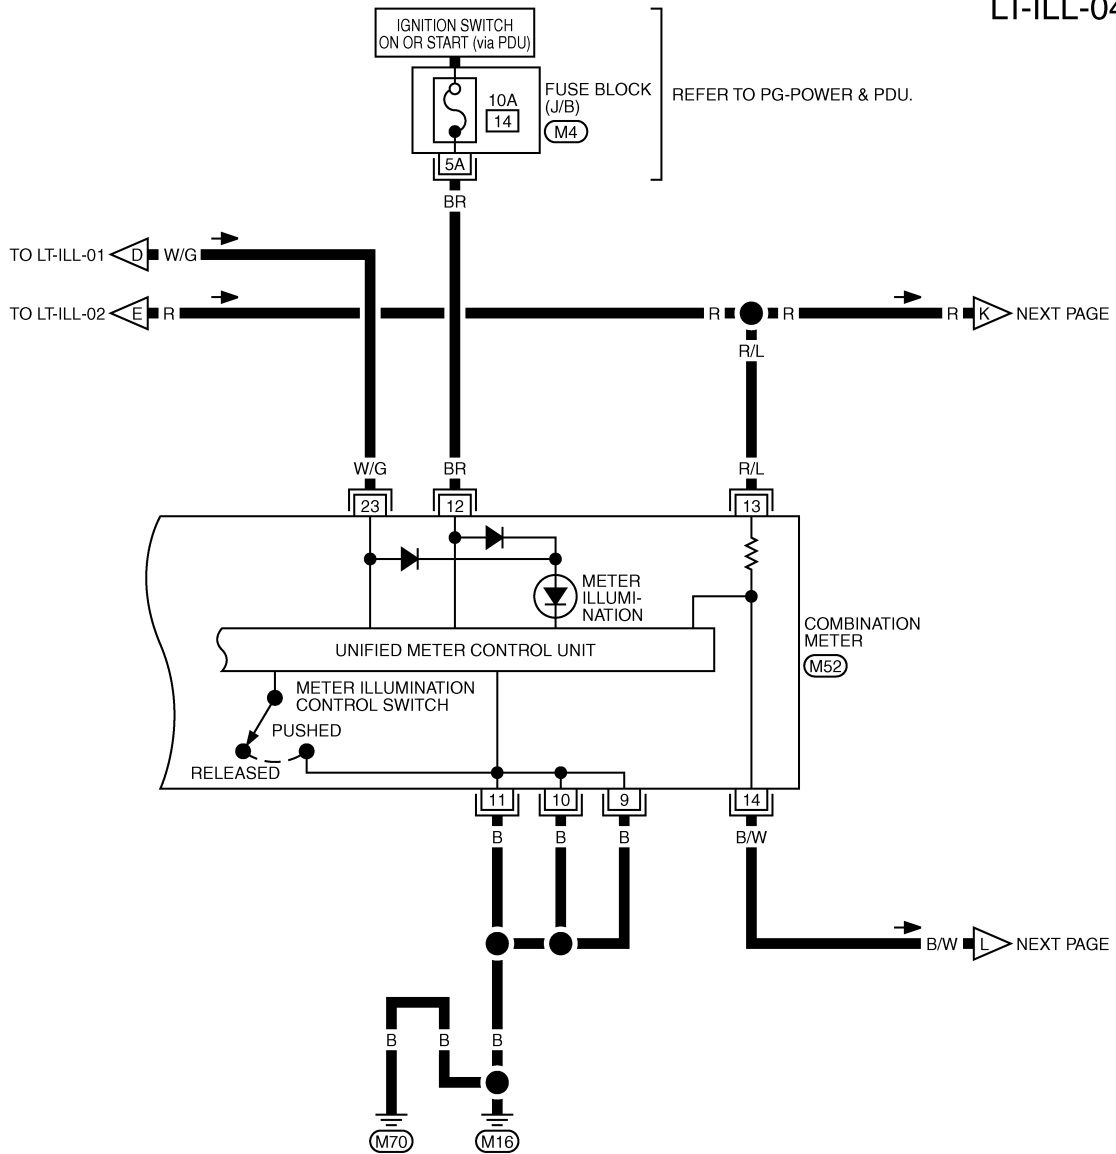 LT-ILL-04
IGNITION SWITCH
ON OR START (via PDU)
10A
14
FUSE BLOCK
(J/B)
M4
REFER TO PG-POWER & PDU.
5A
BR
TO LT-ILL-01
D
W/G
TO LT-ILL-02
E
R
R
R
R
K
NEXT PAGE
R/L
W/G
BR
R/L
23
12
13
METER
ILLUMI-
NATION
UNIFIED METER CONTROL UNIT
COMBINATION
METER
M52
METER ILLUMINATION
CONTROL SWITCH
PUSHED
RELEASED
11
10
9
14
B
B
B
B/W
B/W
L
NEXT PAGE
B
B
B
M70
M16